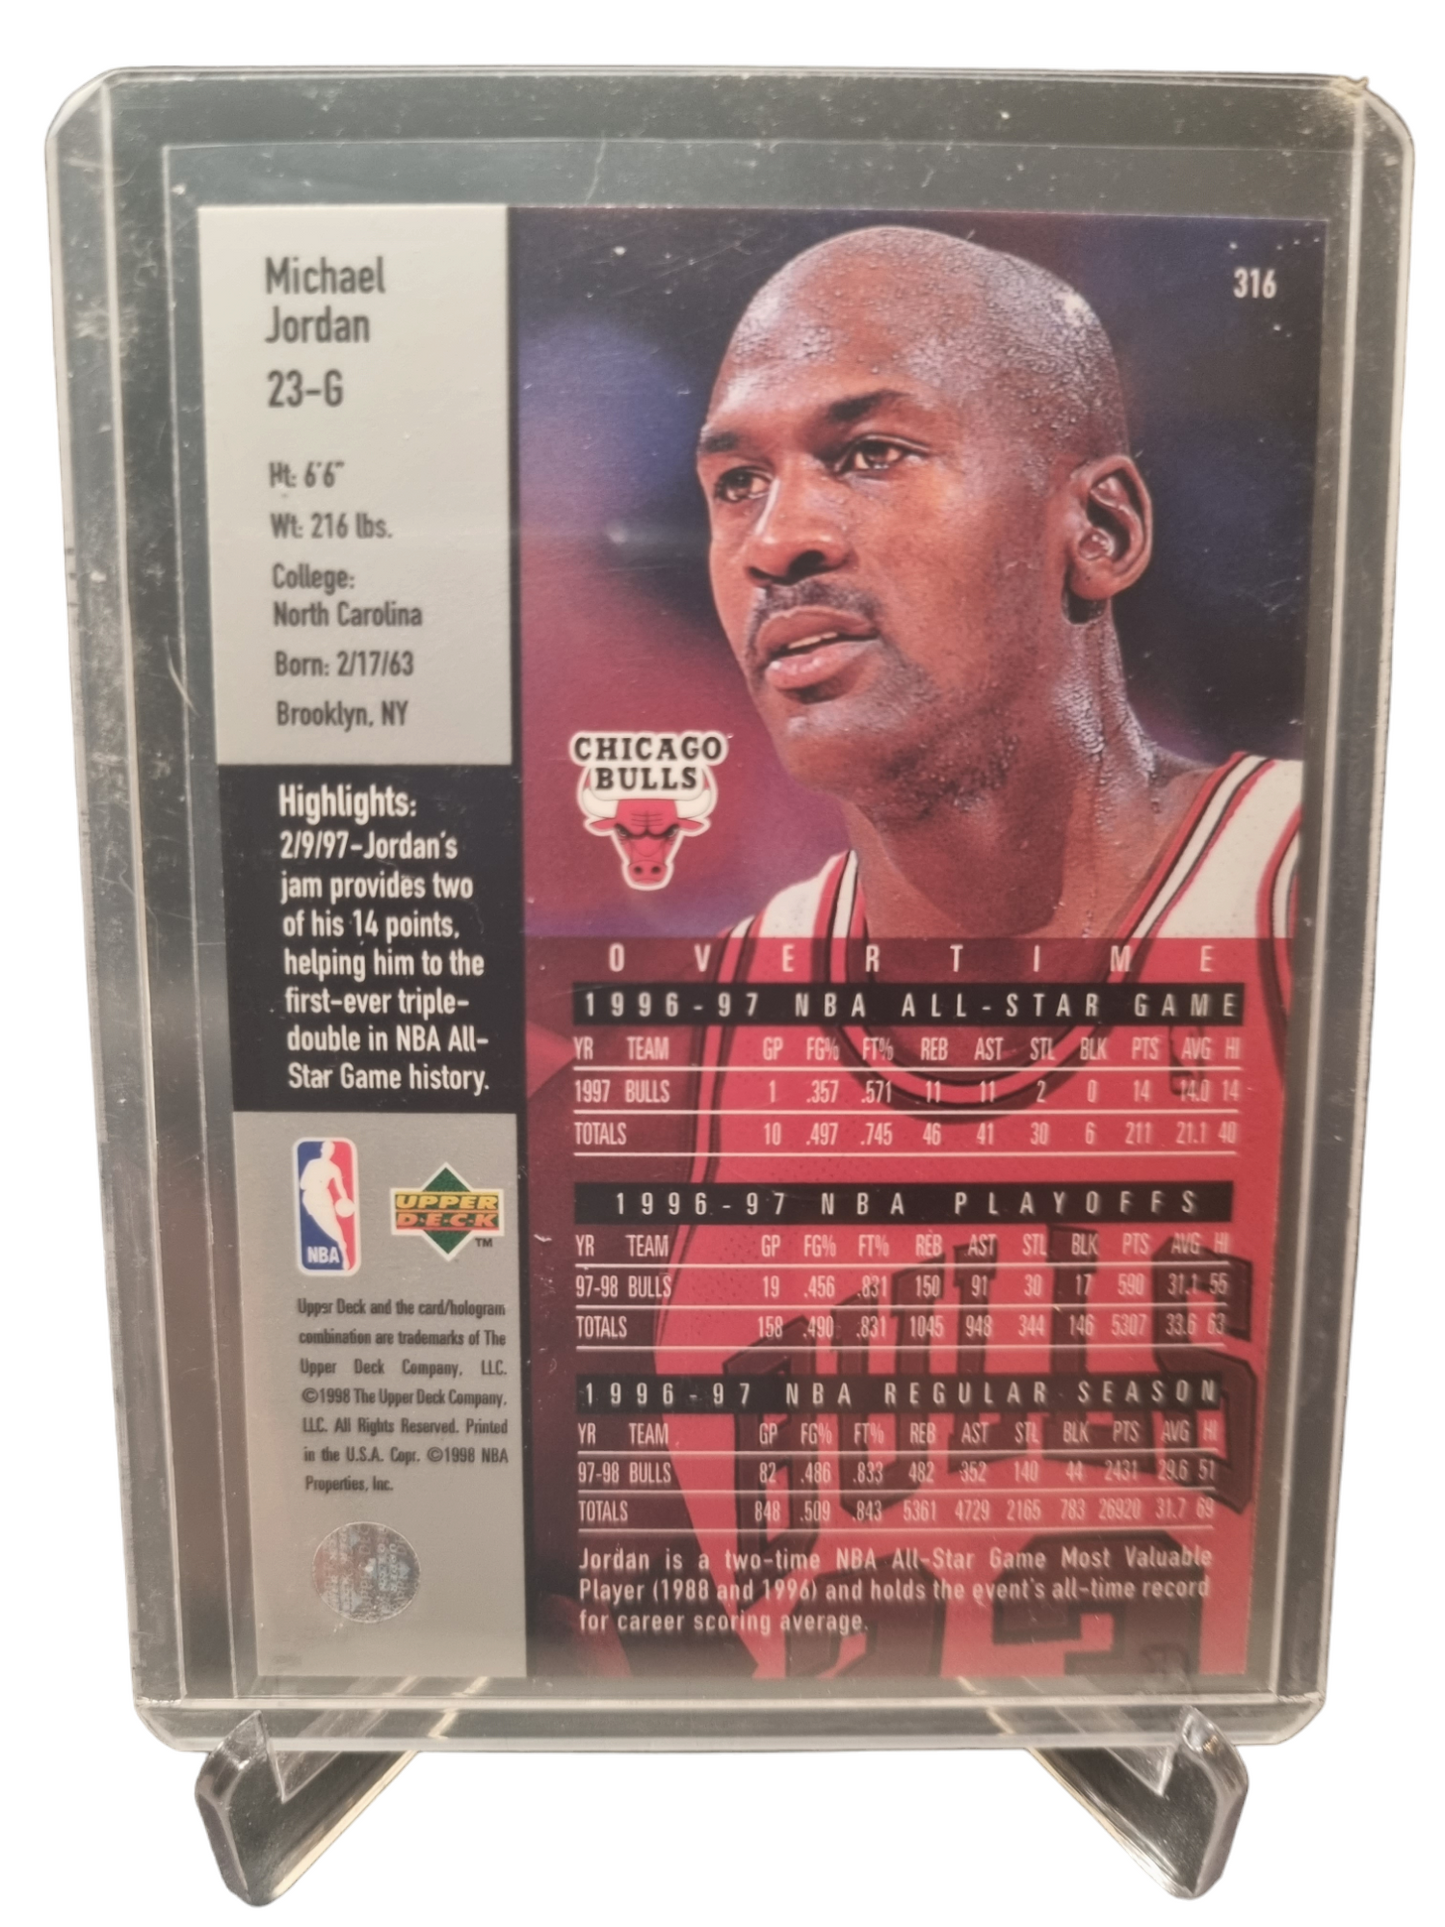 Michael
Jordan
23-G
Ht: 6'6"
Wt: 216 lbs.
College:
North Carolina
Born: 2/17/63
Brooklyn, NY
Highlights:
2/9/97-Jordan's
jam provides two
of his 14 points,
helping him to the
first-ever triple-
double in NBA All-
Star Game history.
NBA
UPPER
D·E·C·K
TM
Upper Deck and the card/hologram
combination are trademarks of The
Upper Deck Company, LLC.
©1998 The Upper Deck Company,
LLC. All Rights Reserved. Printed
in the U.S.A. Copr. ©1998 NBA
Properties, Inc.
316
CHICAGO
BULLS
OVERTIME
1996-97 NBA ALL-STAR GAME
YR TEAM GP FG% FT% REB AST STL BLK PTS AVG HI
1997 BULLS 1 .357 .571 11 11 2 0 14 14.0 14
TOTALS 10 .497 .745 46 41 30 6 211 21.1 40
1996-97 NBA PLAYOFFS
YR TEAM GP FG% FT% REB AST STL BLK PTS AVG HI
97-98 BULLS 19 .456 .831 150 91 30 17 590 31.1 55
TOTALS 158 .490 .831 1045 948 344 146 5307 33.6 63
1996-97 NBA REGULAR SEASON
YR TEAM GP FG% FT% REB AST STL BLK PTS AVG HI
97-98 BULLS 82 .486 .833 482 352 140 44 2431 29.6 51
TOTALS 848 .509 .843 5361 4729 2165 783 26920 31.7 69
Jordan is a two-time NBA All-Star Game Most Valuable
Player (1988 and 1996) and holds the event's all-time record
for career scoring average.
BULLS
23